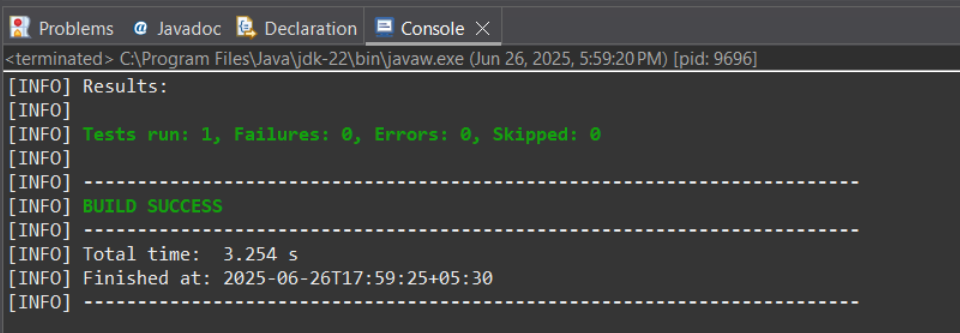 Problems Javadoc Declaration Console
<terminated> C:\Program Files\Java\jdk-22\bin\javaw.exe (Jun 26, 2025, 5:59:20 PM) [pid: 9696]
[INFO] Results:
[INFO]
[INFO] Tests run: 1, Failures: 0, Errors: 0, Skipped: 0
[INFO]
[INFO] ------------------------------------------------------------------------
[INFO] BUILD SUCCESS
[INFO] ------------------------------------------------------------------------
[INFO] Total time:  3.254 s
[INFO] Finished at: 2025-06-26T17:59:25+05:30
[INFO] ------------------------------------------------------------------------